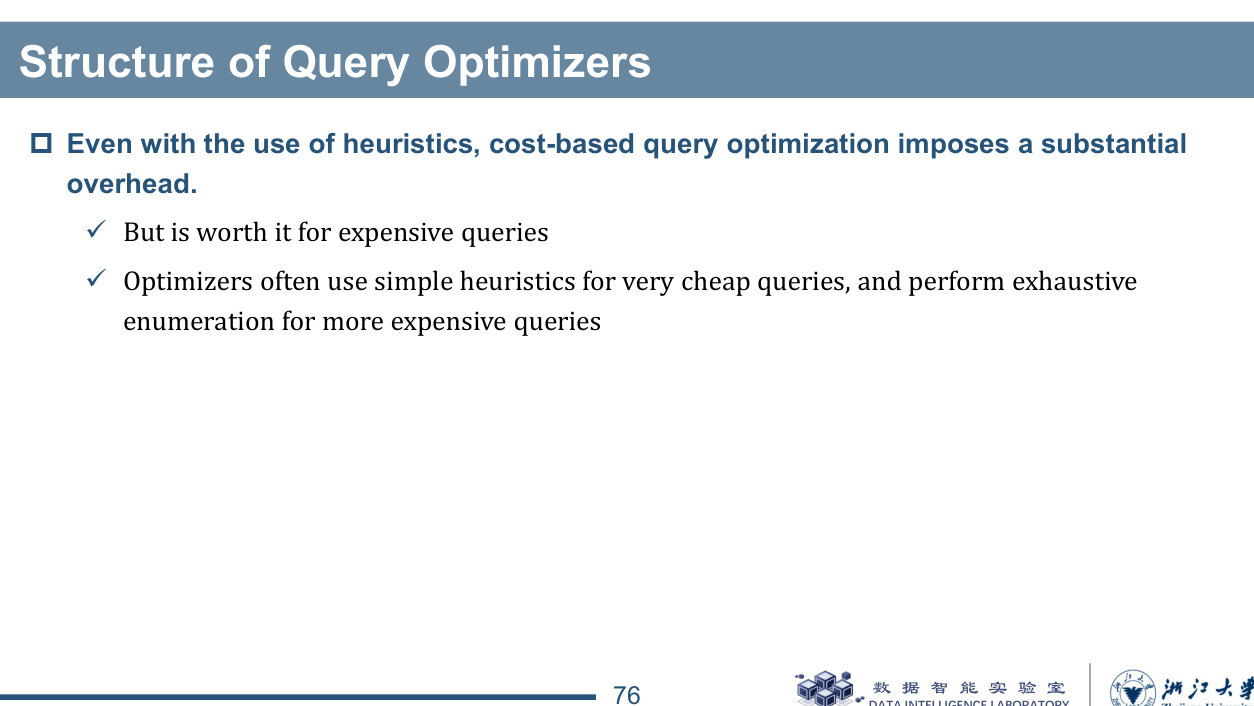 Structure of Query Optimizers
Even with the use of heuristics, cost-based query optimization imposes a substantial
overhead.
But is worth it for expensive queries
Optimizers often use simple heuristics for very cheap queries, and perform exhaustive
enumeration for more expensive queries
76
数据智能实验室
DATA INTELLIGENCE LABORATORY
浙江大学